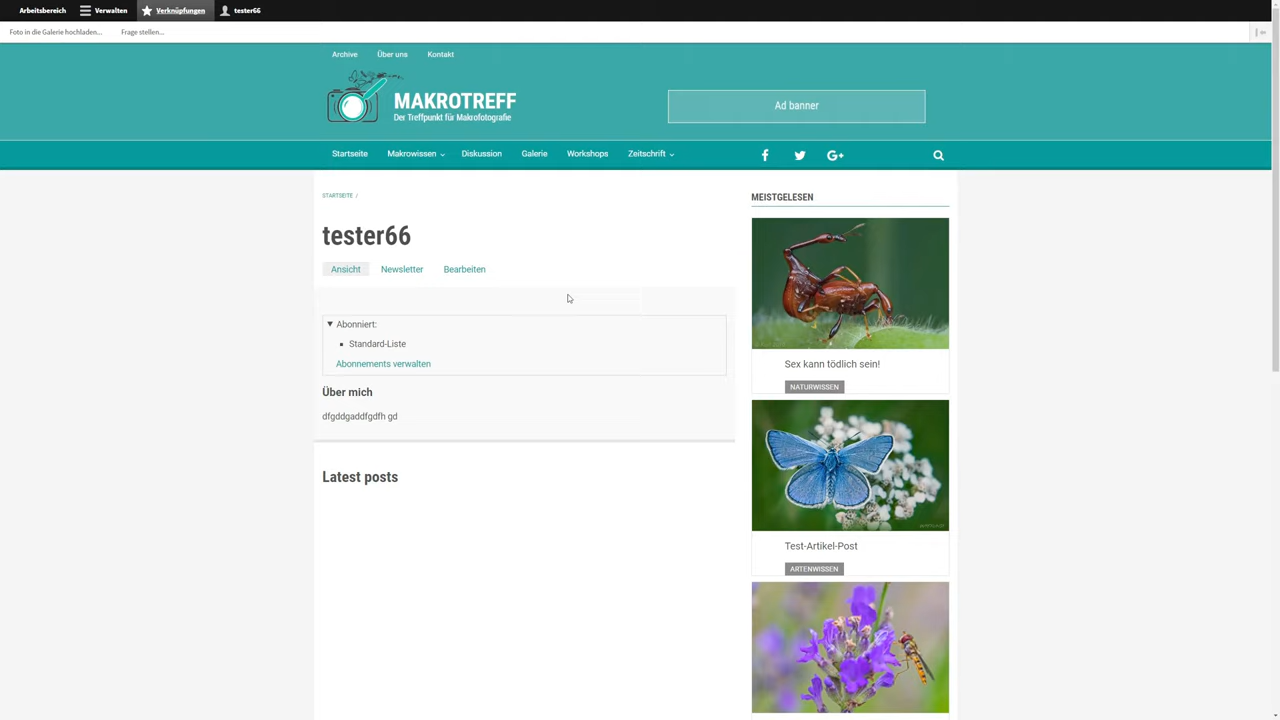 Arbeitsbereich Verwalten Verknüpfungen tester66
Foto in die Galerie hochladen... Frage stellen...
Archive Über uns Kontakt
MAKROTREFF
Der Treffpunkt für Makrofotografie
Ad banner
Startseite Makrowissen Diskussion Galerie Workshops Zeitschrift
STARTSEITE /
tester66
Ansicht Newsletter Bearbeiten
Abonniert:
Standard-Liste
Abonnements verwalten
Über mich
dfgddgaddfgdfh gd
Latest posts
MEISTGELESEN
Sex kann tödlich sein!
NATURWISSEN
Test-Artikel-Post
ARTENWISSEN